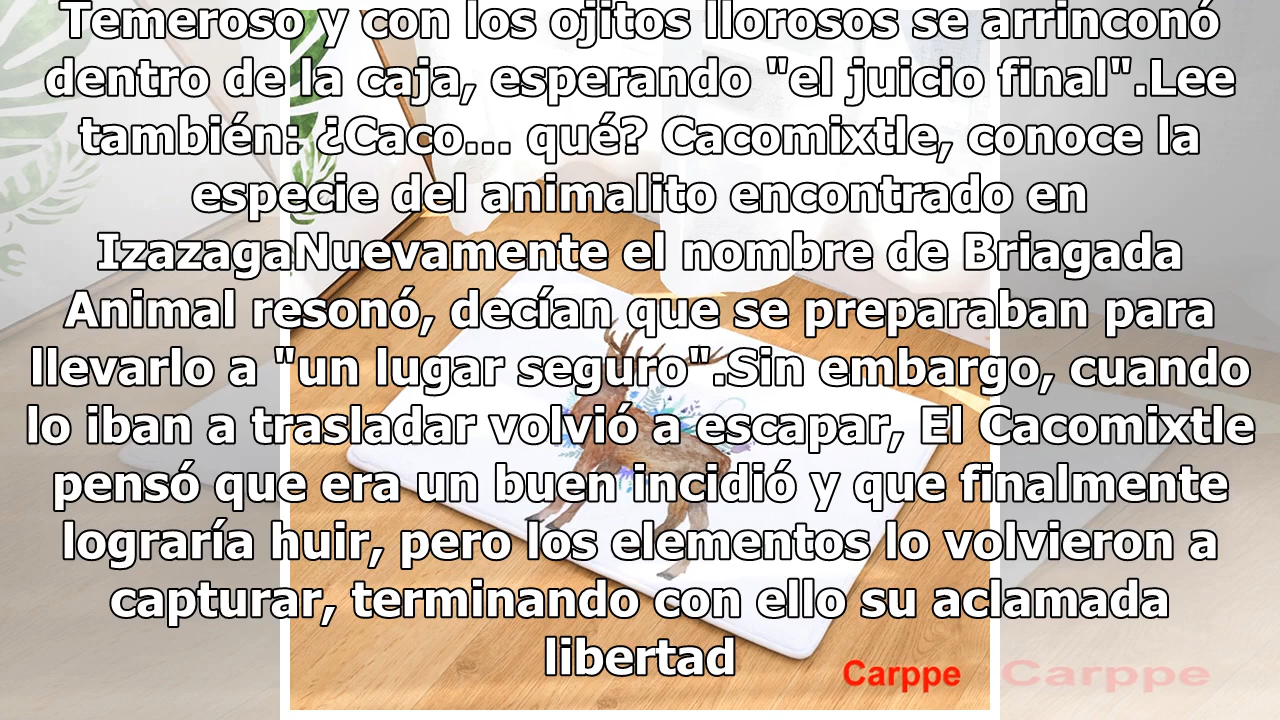 Temeroso y con los ojitos llorosos se arrinconó
dentro de la caja, esperando "el juicio final".Lee
también: ¿Caco... qué? Cacomixtle, conoce la
especie del animalito encontrado en
IzazagaNuevamente el nombre de Briagada
Animal resonó, decían que se preparaban para
llevarlo a "un lugar seguro".Sin embargo, cuando
lo iban a trasladar volvió a escapar, El Cacomixtle
pensó que era un buen incidió y que finalmente
lograría huir, pero los elementos lo volvieron a
capturar, terminando con ello su aclamada
libertad
Carppe
Carppe